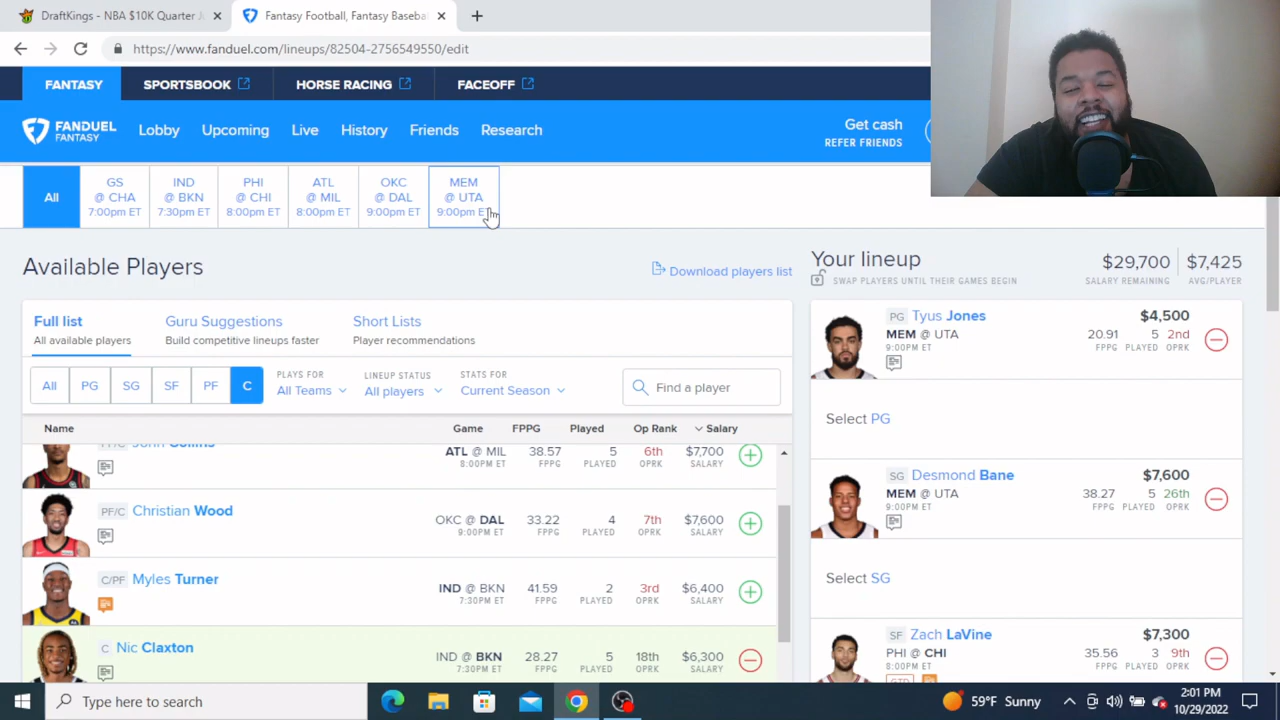 DraftKings - NBA $10K Quarter J
Fantasy Football, Fantasy Baseba
https://www.fanduel.com/lineups/82504-2756549550/edit
FANTASY SPORTSBOOK HORSE RACING FACEOFF
FANDUEL
FANTASY
Lobby Upcoming Live History Friends Research
Get cash
REFER FRIENDS
All
GS
@ CHA
7:00pm ET
IND
@ BKN
7:30pm ET
PHI
@ CHI
8:00pm ET
ATL
@ MIL
8:00pm ET
OKC
@ DAL
9:00pm ET
MEM
@ UTA
9:00pm ET
Available Players
Download players list
Full list
All available players
Guru Suggestions
Build competitive lineups faster
Short Lists
Player recommendations
All PG SG SF PF C
PLAYS FOR
All Teams
LINEUP STATUS
All players
STATS FOR
Current Season
Find a player
Name Game FPPG Played Op Rank Salary
John Collins
ATL @ MIL 38.57 5 6th $7,700
8:00PM ET FPPG PLAYED OPRK SALARY
PF/C Christian Wood
OKC @ DAL 33.22 4 7th $7,600
9:00PM ET FPPG PLAYED OPRK SALARY
C/PF Myles Turner
IND @ BKN 41.59 2 3rd $6,400
7:30PM ET FPPG PLAYED OPRK SALARY
C Nic Claxton
IND @ BKN 28.27 5 18th $6,300
7:30PM ET FPPG PLAYED OPRK SALARY
Your lineup
SWAP PLAYERS UNTIL THEIR GAMES BEGIN
$29,700
SALARY REMAINING
$7,425
AVG/PLAYER
PG Tyus Jones $4,500
MEM @ UTA 20.91 5 2nd
9:00PM ET FPPG PLAYED OPRK
Select PG
SG Desmond Bane $7,600
MEM @ UTA 38.27 5 26th
9:00PM ET FPPG PLAYED OPRK
Select SG
SF Zach LaVine $7,300
PHI @ CHI 35.56 3 9th
8:00PM ET FPPG PLAYED OPRK
GTD
Type here to search
59°F Sunny
2:01 PM
10/29/2022